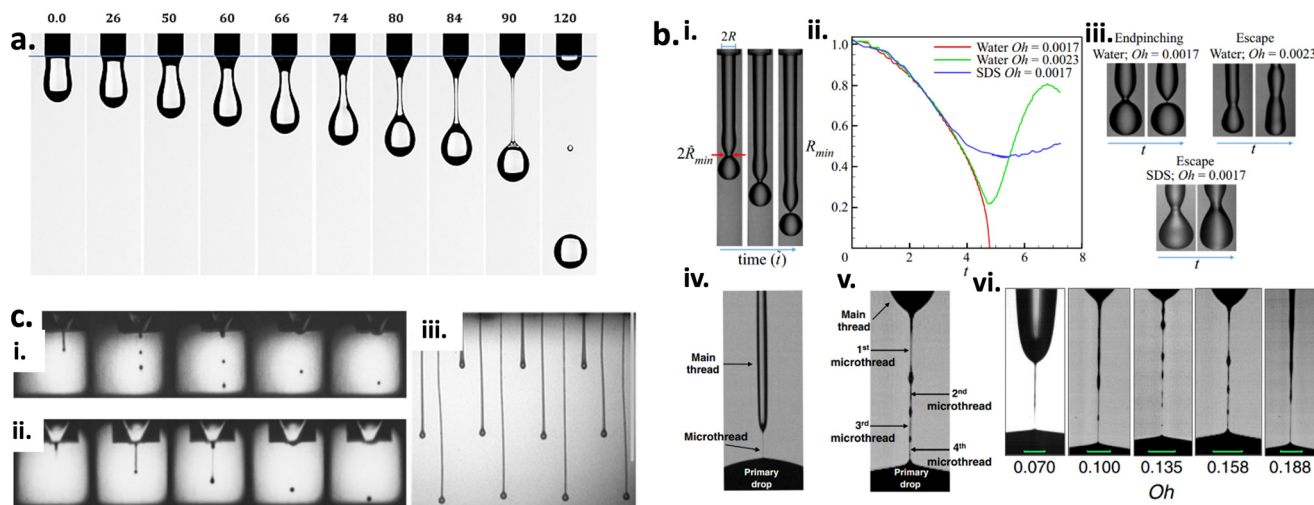 0.0 26 50 60 66 74 80 84 90 120
a.
b. i.
2R
2R̄min
time (t̄)
ii.
Water Oh = 0.0017
Water Oh = 0.0023
SDS Oh = 0.0017
1.0
0.8
0.6
0.4
0.2
Rmin
0 2 4 6 8
t
iii.
Endpinching
Water; Oh = 0.0017
t
Escape
Water; Oh = 0.0023
t
Escape
SDS; Oh = 0.0017
t
iv.
Main
thread
Microthread
Primary
drop
v.
Main
thread
1st
microthread
2nd
microthread
3rd
microthread
4th
microthread
Primary
drop
vi.
0.070 0.100 0.135 0.158 0.188
Oh
c.
i.
ii.
iii.